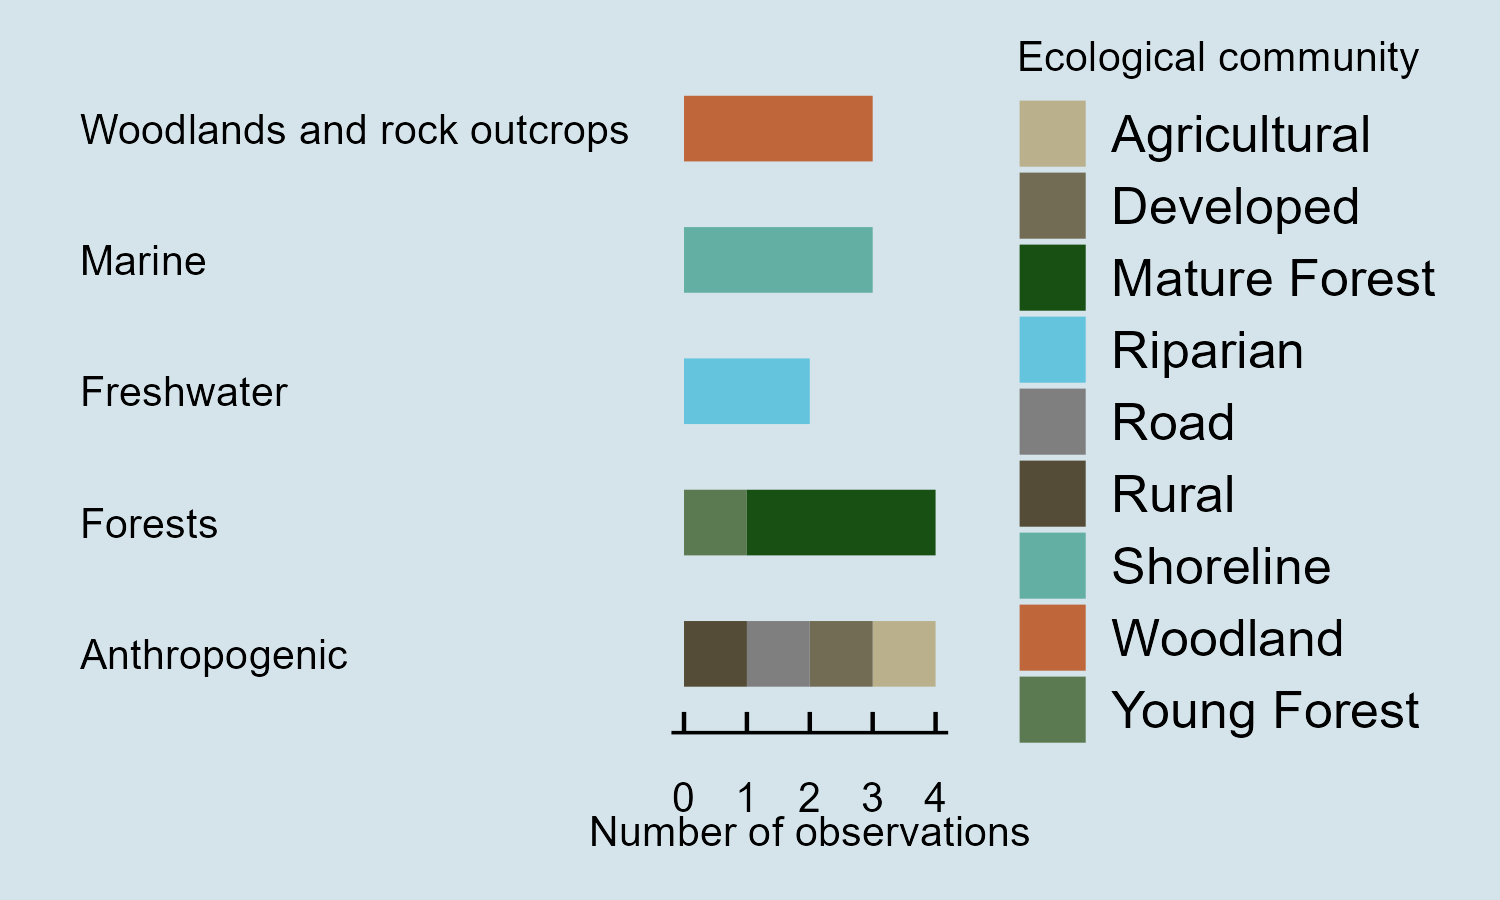 Woodlands and rock outcrops
Marine
Freshwater
Forests
Anthropogenic
0 1 2 3 4
Number of observations
Ecological community
Agricultural
Developed
Mature Forest
Riparian
Road
Rural
Shoreline
Woodland
Young Forest